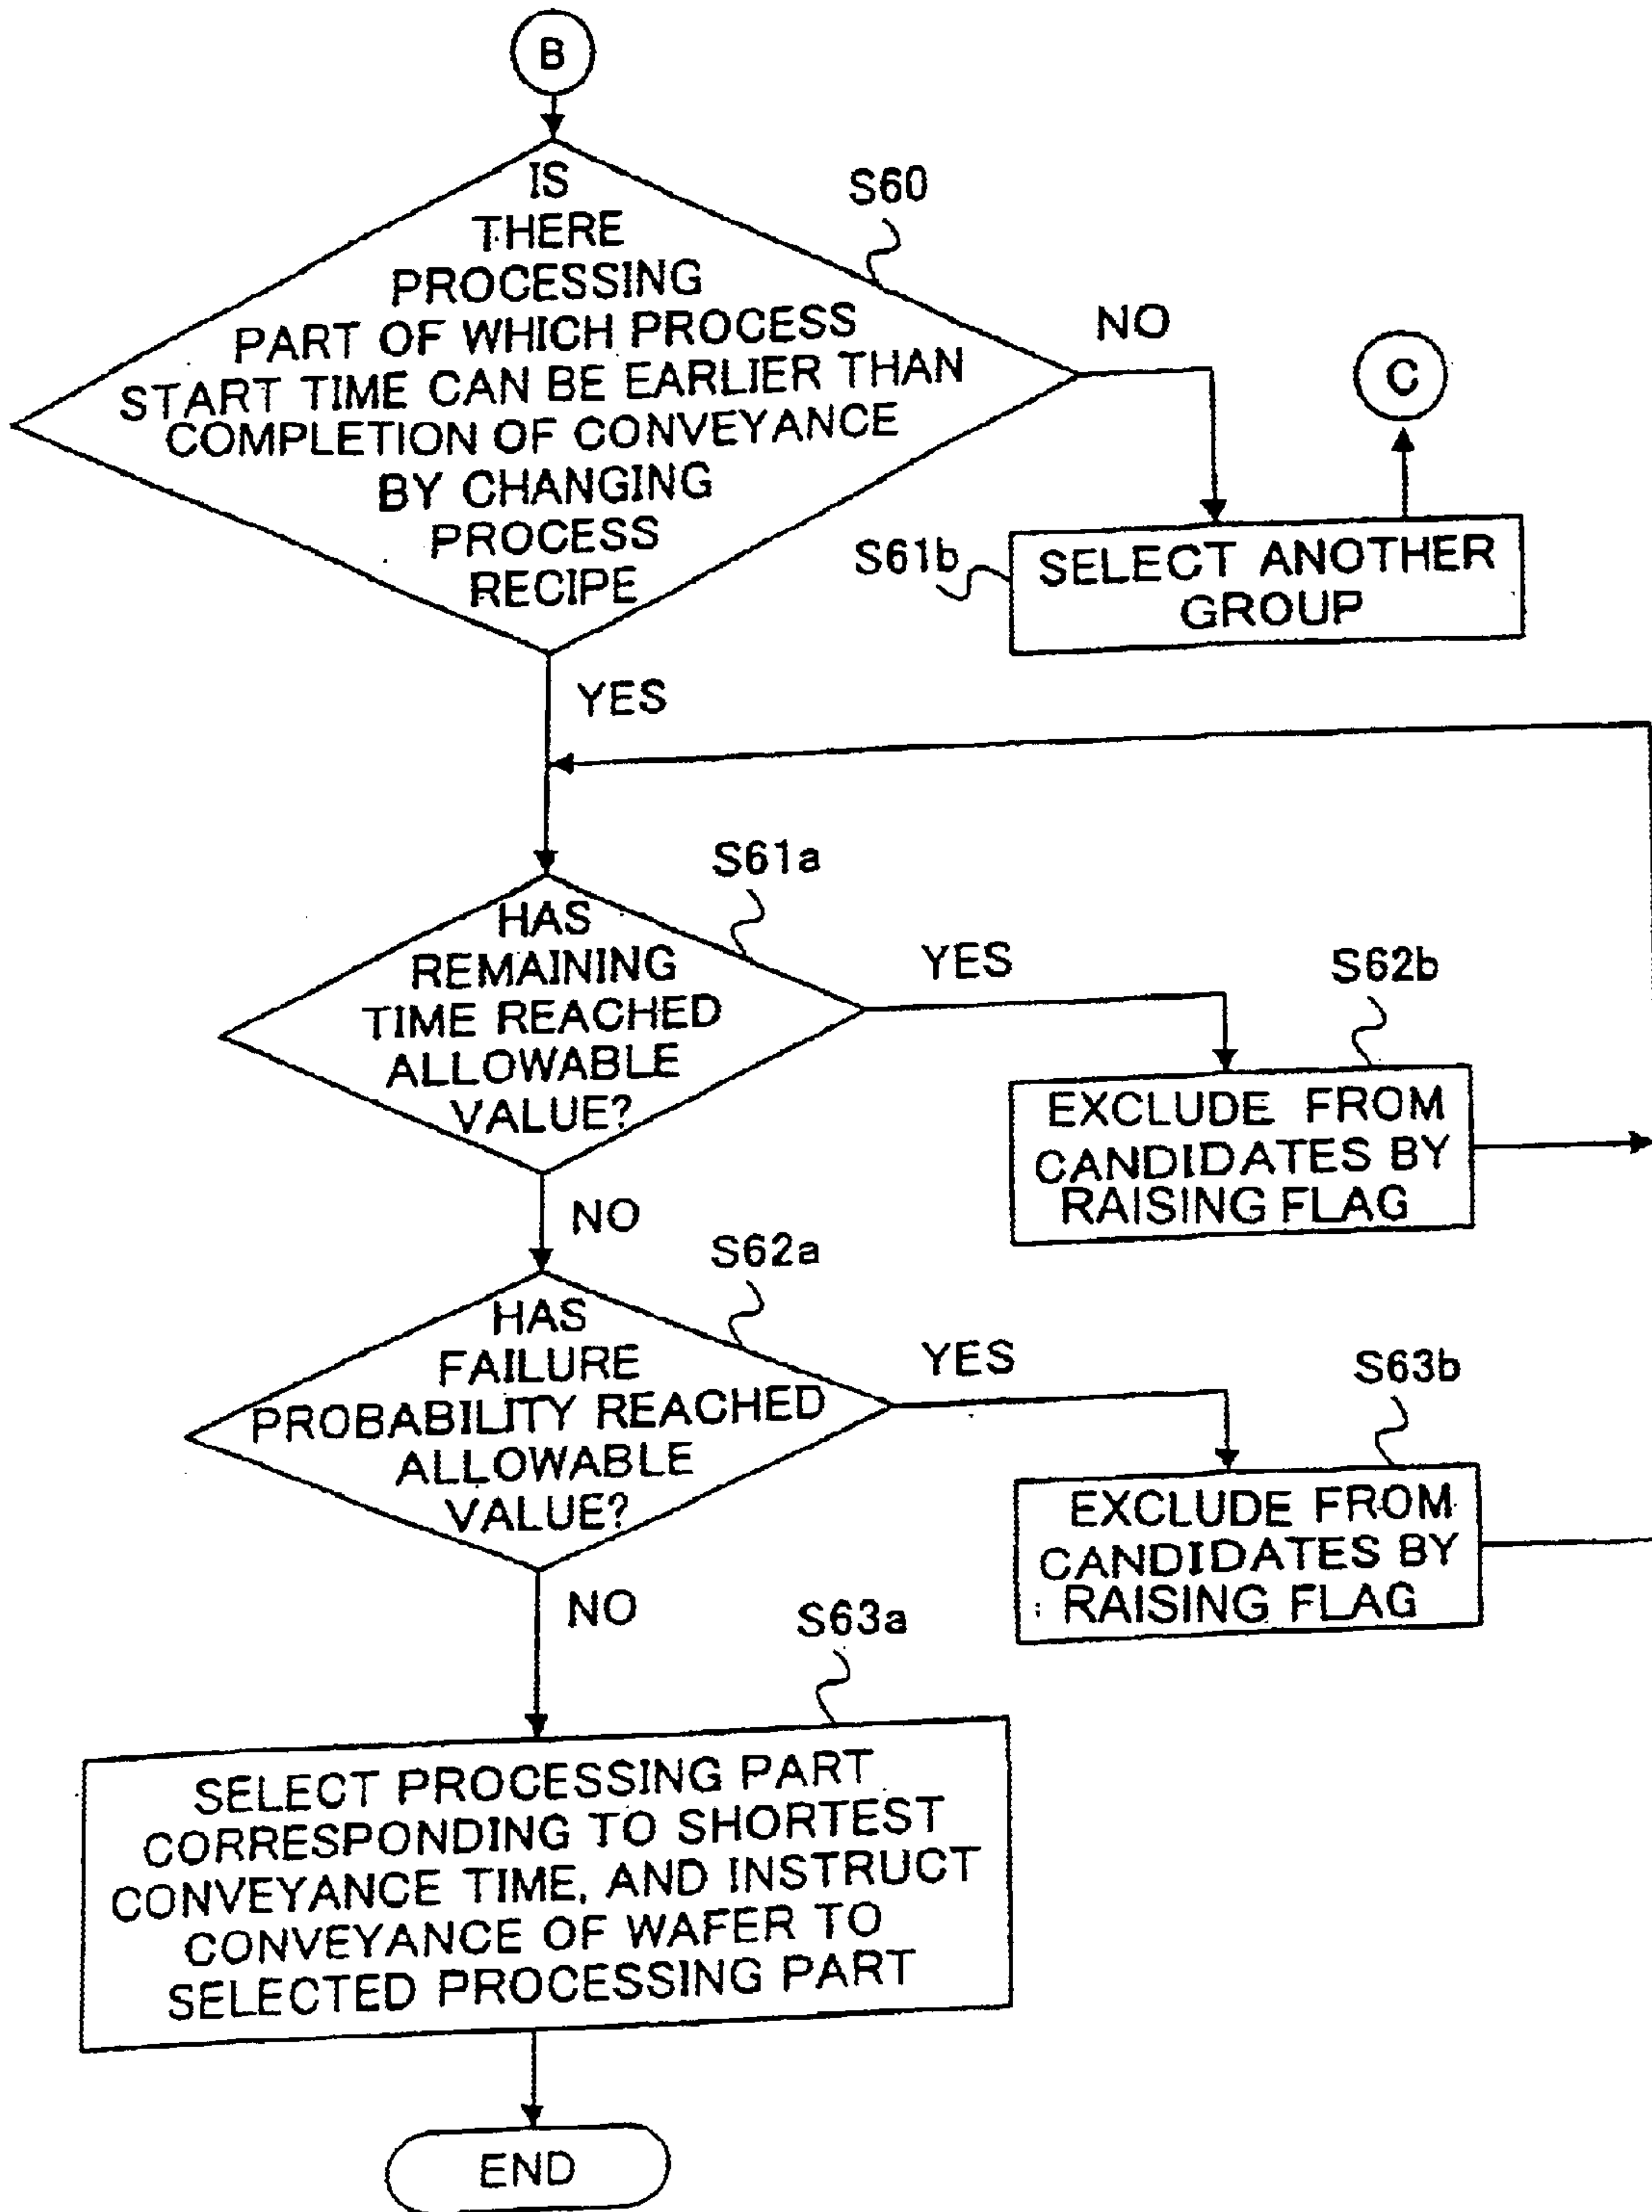 B
IS
THERE
PROCESSING
PART OF WHICH PROCESS
START TIME CAN BE EARLIER THAN
COMPLETION OF CONVEYANCE
BY CHANGING
PROCESS
RECIPE
S60
NO
C
S61b
SELECT ANOTHER
GROUP
YES
S61a
HAS
REMAINING
TIME REACHED
ALLOWABLE
VALUE?
YES
S62b
EXCLUDE FROM
CANDIDATES BY
RAISING FLAG
NO
S62a
HAS
FAILURE
PROBABILITY REACHED
ALLOWABLE
VALUE?
YES
S63b
EXCLUDE FROM
CANDIDATES BY
RAISING FLAG
NO
S63a
SELECT PROCESSING PART
CORRESPONDING TO SHORTEST
CONVEYANCE TIME, AND INSTRUCT
CONVEYANCE OF WAFER TO
SELECTED PROCESSING PART
END